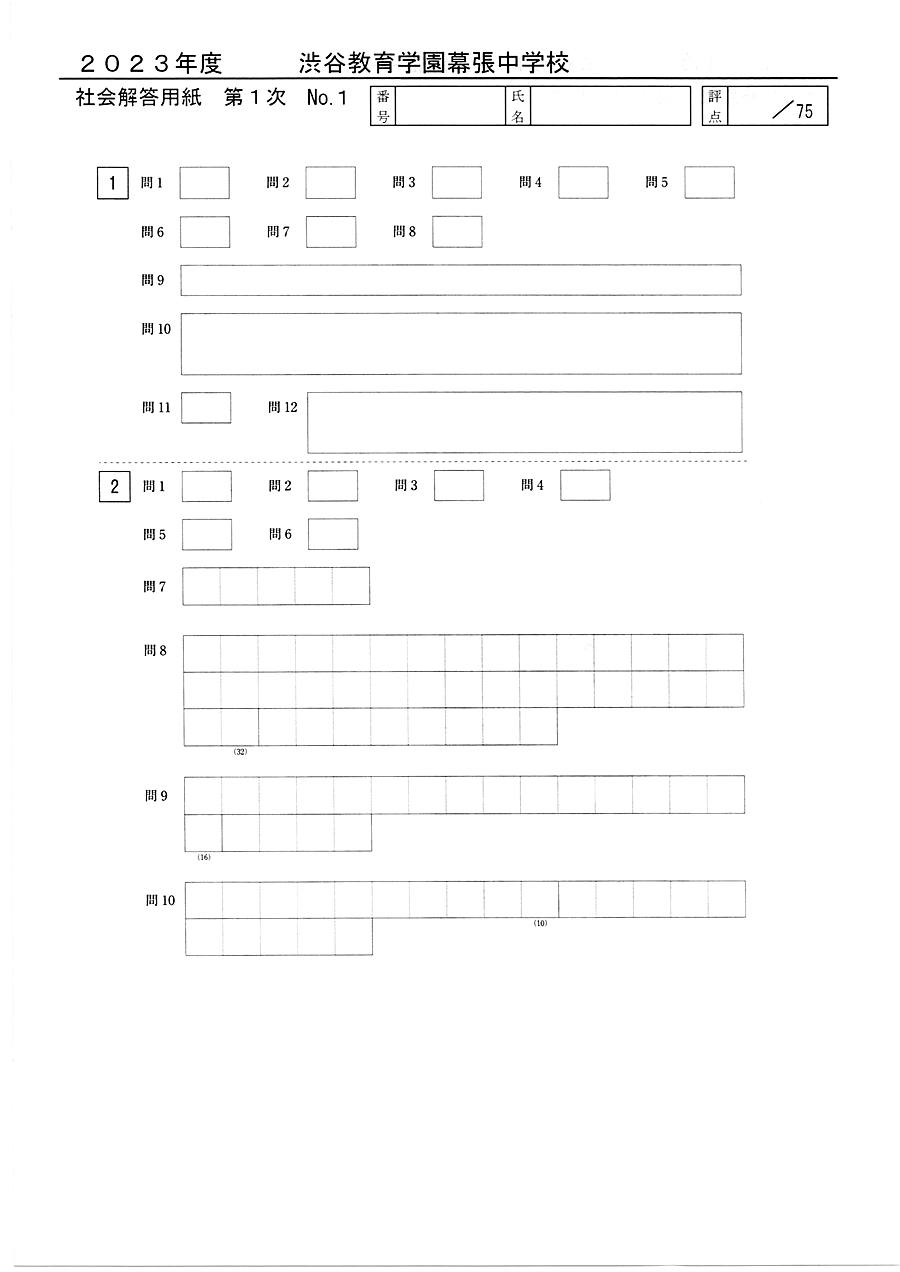 2023年度　渋谷教育学園幕張中学校
社会解答用紙　第1次　No.1　番号　氏名　評点　／75
1　問1　問2　問3　問4　問5
問6　問7　問8
問9
問10
問11　問12
2　問1　問2　問3　問4
問5　問6
問7
問8
(32)
問9
(16)
問10
(10)